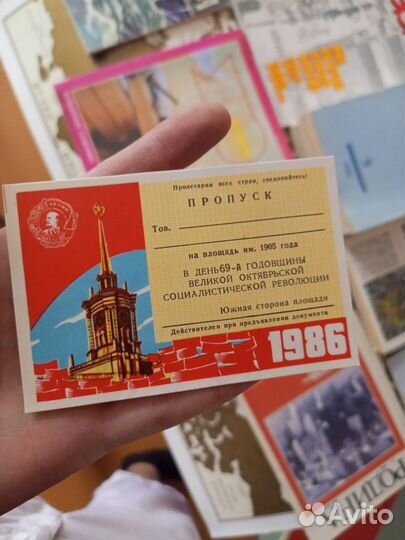 Пролетарии всех стран, соединяйтесь!
ПРОПУСК
Тов.
на площадь им. 1905 года
В ДЕНЬ 69-й ГОДОВЩИНЫ
ВЕЛИКОЙ ОКТЯБРЬСКОЙ
СОЦИАЛИСТИЧЕСКОЙ РЕВОЛЮЦИИ
Южная сторона площади
Действителен при предъявлении документа
1986
Avito